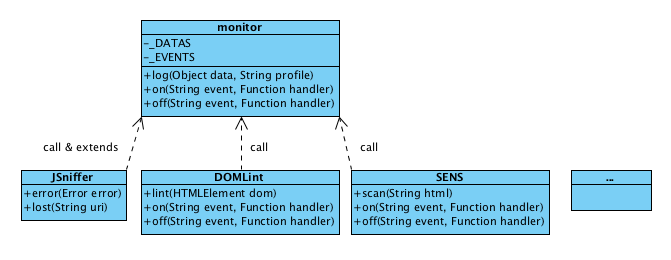 monitor
-_DATAS
-_EVENTS
+log(Object data, String profile)
+on(String event, Function handler)
+off(String event, Function handler)
call & extends
call
call
JSniffer
+error(Error error)
+lost(String uri)
DOMLint
+lint(HTMLElement dom)
+on(String event, Function handler)
+off(String event, Function handler)
SENS
+scan(String html)
+on(String event, Function handler)
+off(String event, Function handler)
...